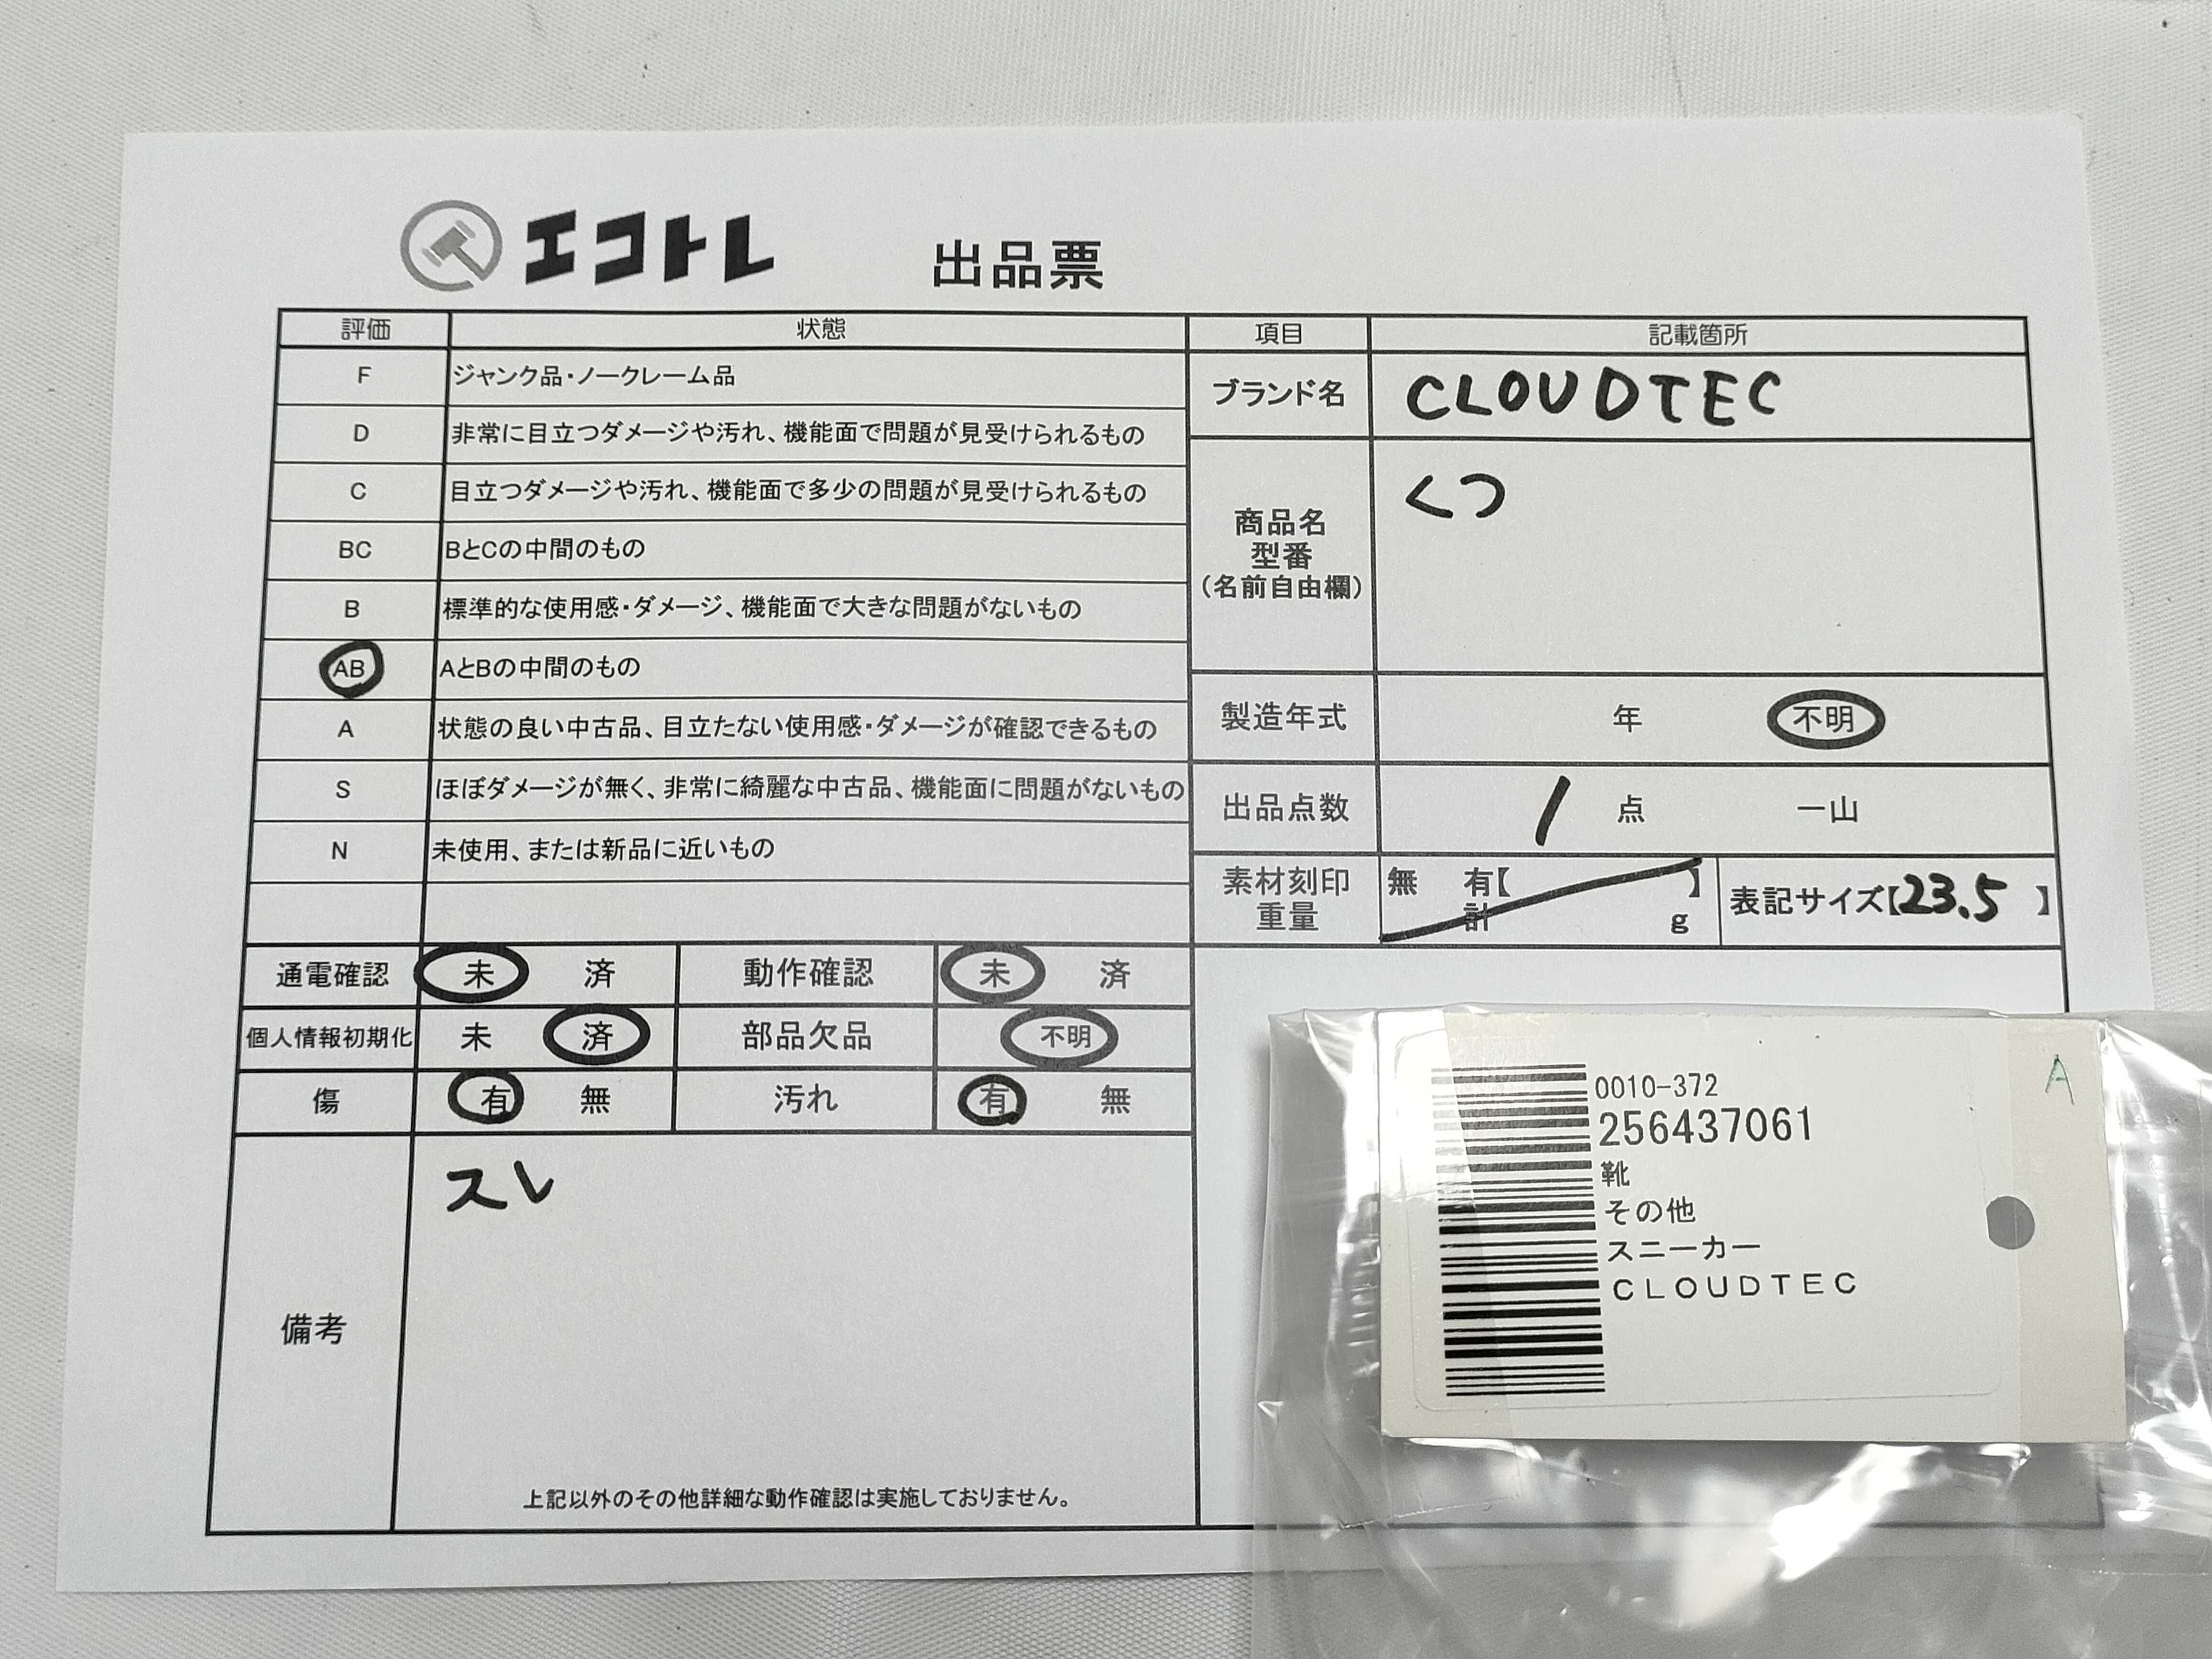 エコトレ 出品票
評価 状態
F ジャンク品・ノークレーム品
D 非常に目立つダメージや汚れ、機能面で問題が見受けられるもの
C 目立つダメージや汚れ、機能面で多少の問題が見受けられるもの
BC BとCの中間のもの
B 標準的な使用感・ダメージ、機能面で大きな問題がないもの
AB AとBの中間のもの
A 状態の良い中古品、目立たない使用感・ダメージが確認できるもの
S ほぼダメージが無く、非常に綺麗な中古品、機能面に問題がないもの
N 未使用、または新品に近いもの
通電確認 未 済 動作確認 未 済
個人情報初期化 未 済 部品欠品 不明
傷 有 無 汚れ 有 無
備考
スレ
上記以外のその他詳細な動作確認は実施しておりません。
項目 記載箇所
ブランド名 CLOUDTEC
商品名
型番
(名前自由欄)
くつ
製造年式 年 不明
出品点数 1 点 一山
素材刻印
重量
無 有【 】
計 g
表記サイズ【23.5 】
0010-372
256437061
靴
その他
スニーカー
CLOUDTEC
A